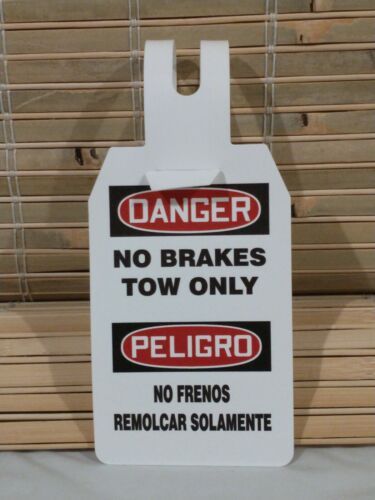 DANGER
NO BRAKES
TOW ONLY
PELIGRO
NO FRENOS
REMOLCAR SOLAMENTE